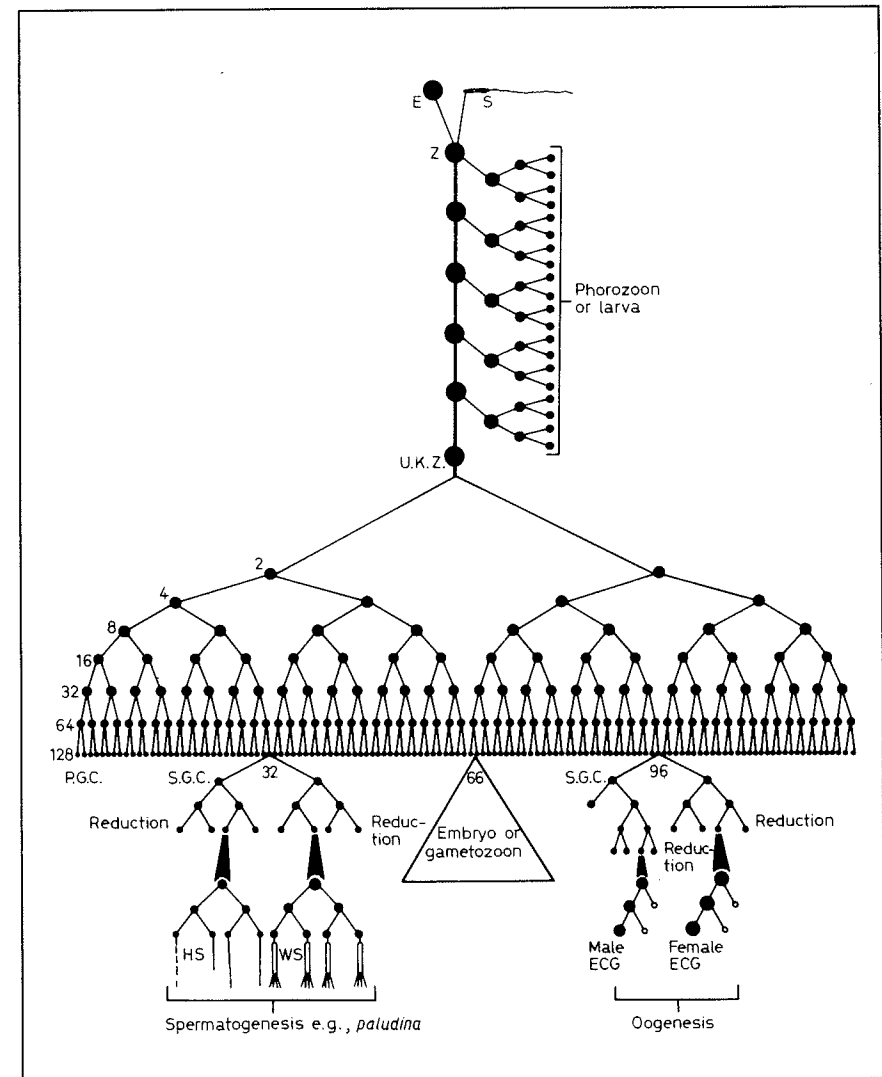 E S
Z
Phorozoon
or larva
U.K.Z.
2
4
8
16
32
64
128
P.G.C. S.G.C. 32 66 S.G.C. 96
Reduction
Reduc-
tion
Embryo or
gametozoon
Reduction
Reduc-
tion
HS WS
Male
ECG
Female
ECG
Spermatogenesis e.g., paludina
Oogenesis